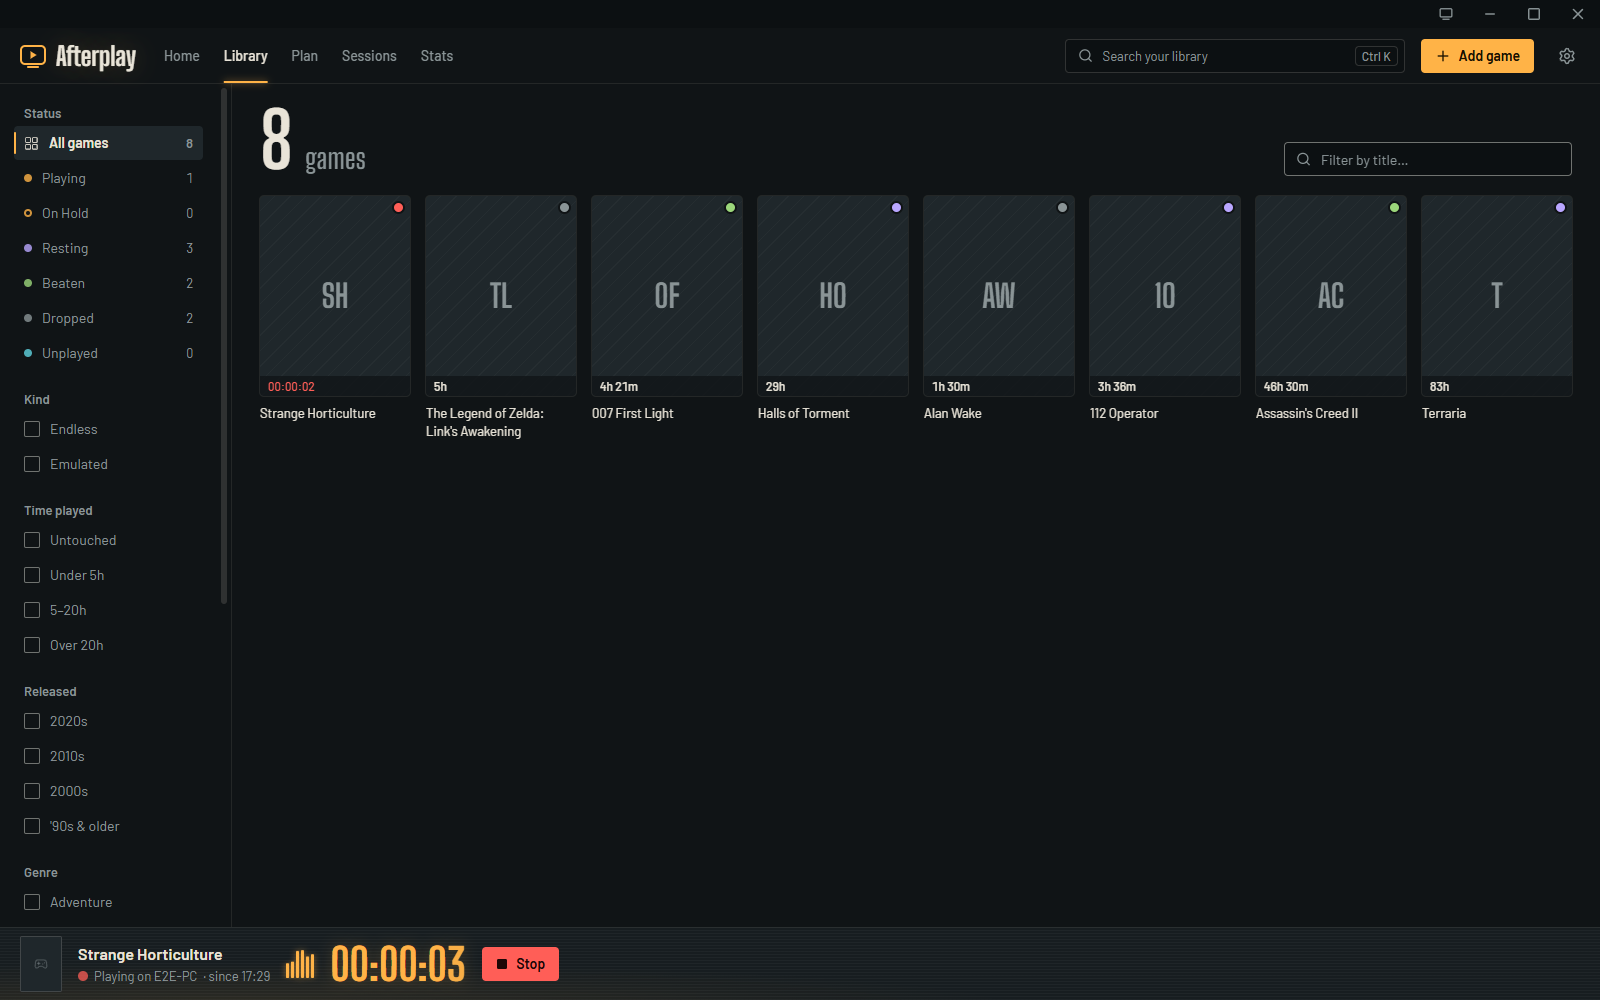 Afterplay
Home
Library
Plan
Sessions
Stats
Search your library
Ctrl K
Add game
Status
All games 8
Playing 1
On Hold 0
Resting 3
Beaten 2
Dropped 2
Unplayed 0
Kind
Endless
Emulated
Time played
Untouched
Under 5h
5–20h
Over 20h
Released
2020s
2010s
2000s
'90s & older
Genre
Adventure
8 games
Filter by title...
SH
00:00:02
Strange Horticulture
TL
5h
The Legend of Zelda:
Link's Awakening
OF
4h 21m
007 First Light
HO
29h
Halls of Torment
AW
1h 30m
Alan Wake
10
3h 36m
112 Operator
AC
46h 30m
Assassin's Creed II
T
83h
Terraria
Strange Horticulture
Playing on E2E-PC · since 17:29
00:00:03
Stop